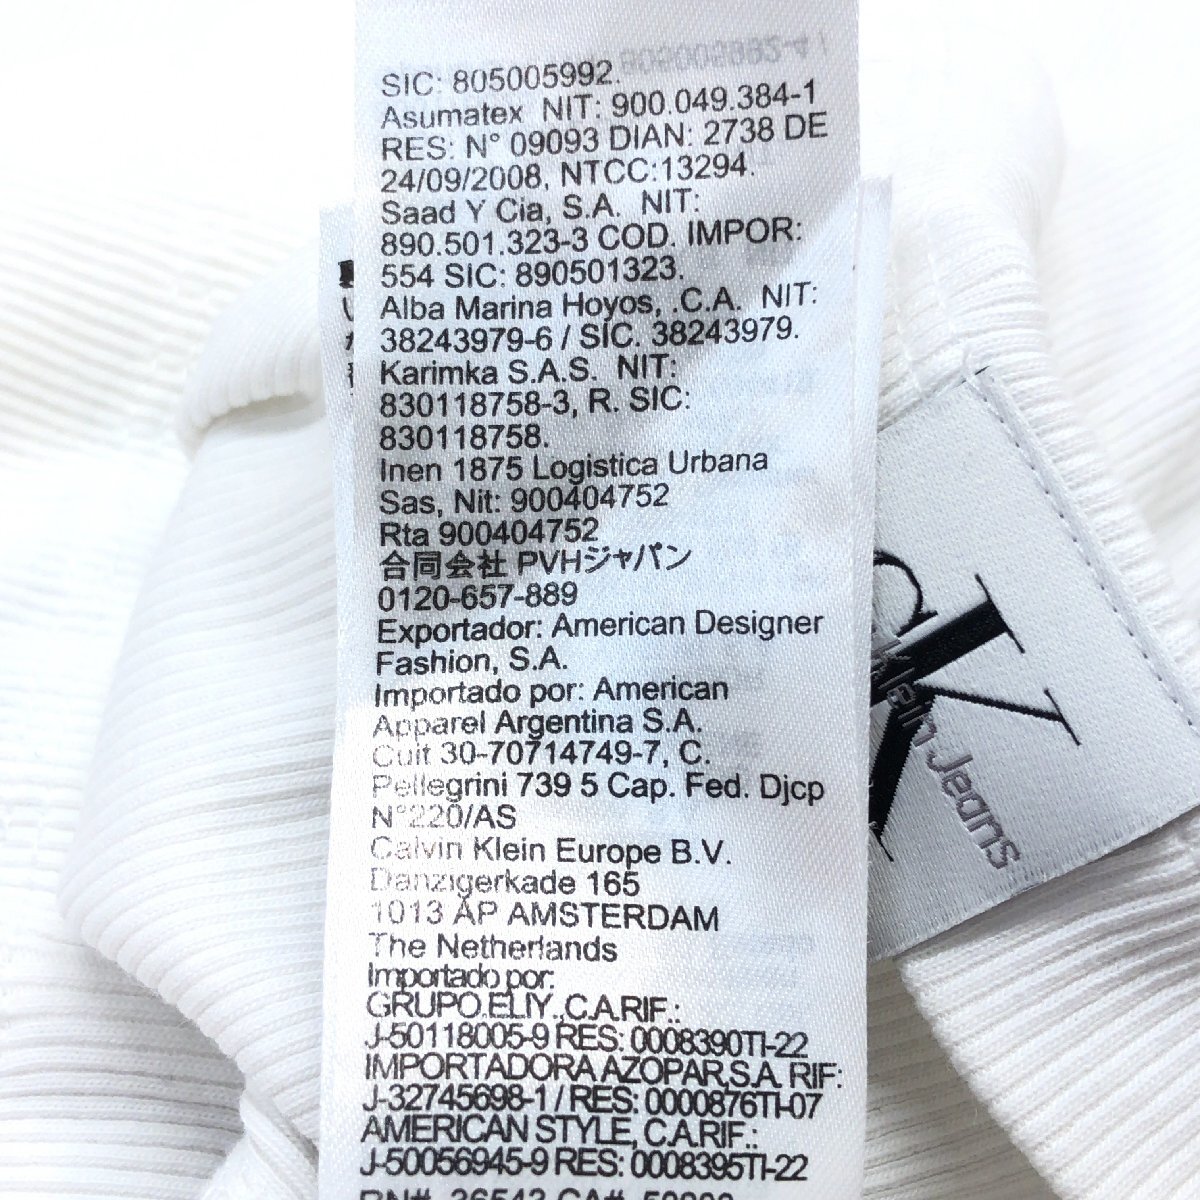 SIC: 805005992.
Asumatex NIT: 900.049.384-1
RES: N° 09093 DIAN: 2738 DE
24/09/2008, NTCC:13294.
Saad Y Cia, S.A. NIT:
890.501.323-3 COD. IMPOR:
554 SIC: 890501323.
Alba Marina Hoyos, .C.A. NIT:
38243979-6 / SIC. 38243979.
Karimka S.A.S. NIT:
830118758-3, R. SIC:
830118758.
Inen 1875 Logistica Urbana
Sas, Nit: 900404752
Rta 900404752
合同会社 PVHジャパン
0120-657-889
Exportador: American Designer
Fashion, S.A.
Importado por: American
Apparel Argentina S.A.
Cuit 30-70714749-7, C.
Pellegrini 739 5 Cap. Fed. Djcp
N°220/AS
Calvin Klein Europe B.V.
Danzigerkade 165
1013 AP AMSTERDAM
The Netherlands
Importado por:
GRUPO.ELIY.,C.A.RIF.:
J-50118005-9 RES: 0008390TI-22
IMPORTADORA AZOPAR,S.A. RIF:
J-32745698-1 / RES: 0000876TI-07
AMERICAN STYLE, C.A.RIF.:
J-50056945-9 RES: 0008395TI-22
RN# 36543 CA#
cK
Klein Jeans